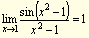 lim x→1 sin(x² − 1) / x² − 1 = 1